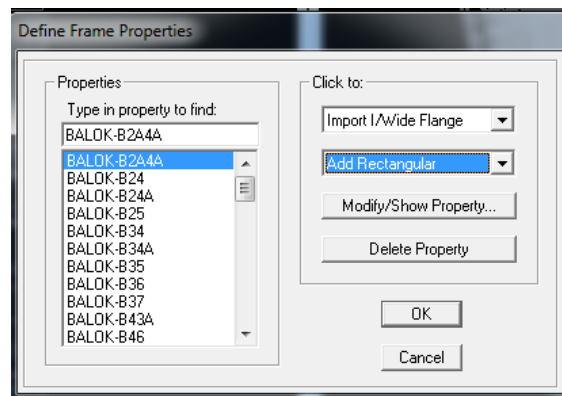 Define Frame Properties
Properties
Type in property to find:
BALOK-B2A4A
BALOK-B2A4A
BALOK-B24
BALOK-B24A
BALOK-B25
BALOK-B34
BALOK-B34A
BALOK-B35
BALOK-B36
BALOK-B37
BALOK-B43A
BALOK-B46
Click to:
Import I/Wide Flange
Add Rectangular
Modify/Show Property...
Delete Property
OK
Cancel